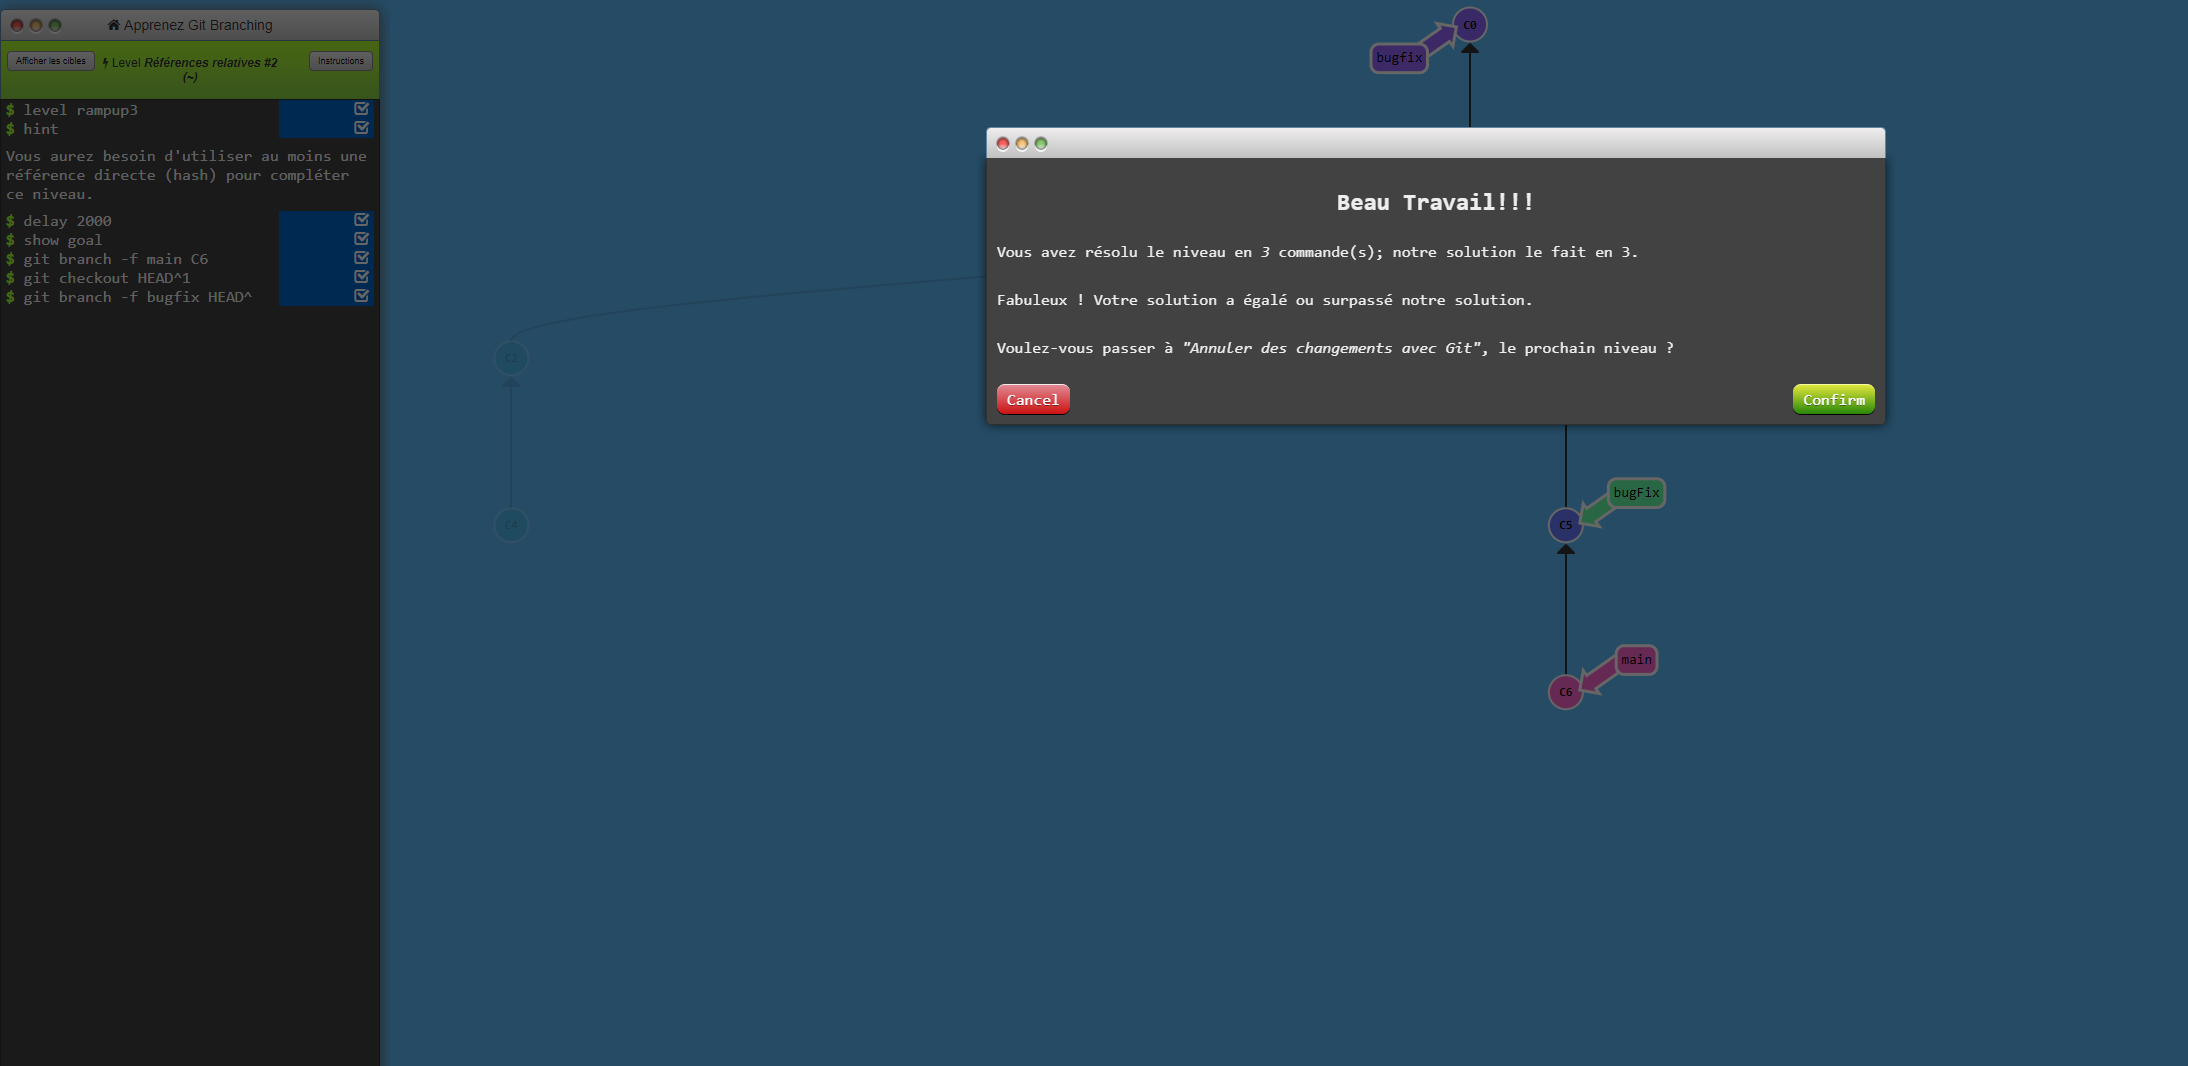 Apprenez Git Branching
Afficher les cibles
Level Références relatives #2
(~)
Instructions
$ level rampup3
$ hint
Vous aurez besoin d'utiliser au moins une
référence directe (hash) pour compléter
ce niveau.
$ delay 2000
$ show goal
$ git branch -f main C6
$ git checkout HEAD^1
$ git branch -f bugfix HEAD^
C0
bugfix
Beau Travail!!!
Vous avez résolu le niveau en 3 commande(s); notre solution le fait en 3.
Fabuleux ! Votre solution a égalé ou surpassé notre solution.
Voulez-vous passer à "Annuler des changements avec Git", le prochain niveau ?
Cancel
Confirm
C2
C4
bugFix
C5
main
C6